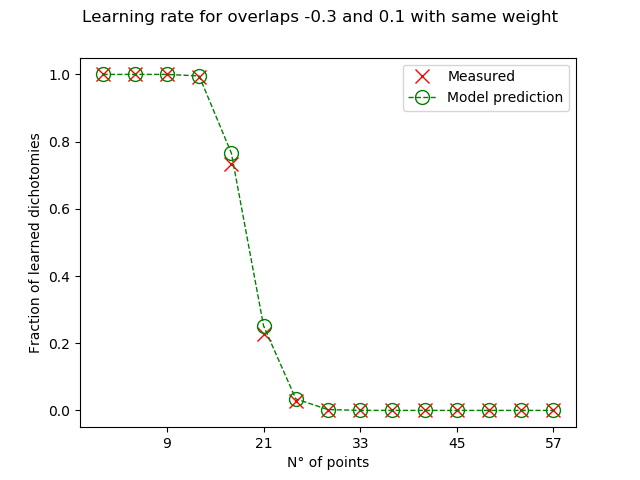 Learning rate for overlaps -0.3 and 0.1 with same weight
Measured
Model prediction
1.0
0.8
0.6
0.4
0.2
0.0
Fraction of learned dichotomies
9 21 33 45 57
N° of points